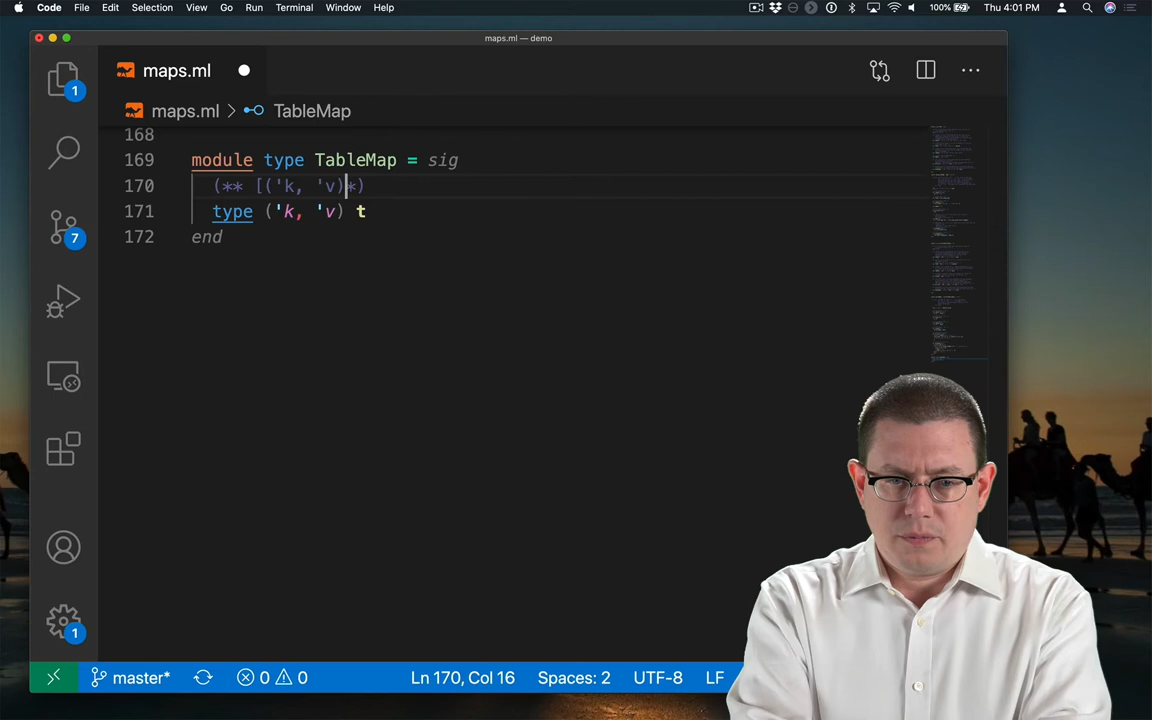 Code File Edit Selection View Go Run Terminal Window Help 100% Thu 4:01 PM
maps.ml — demo
maps.ml
maps.ml > TableMap
168
169 module type TableMap = sig
170 (** [('k, 'v)*)
171 type ('k, 'v) t
172 end
1
7
1
master* 0 0 Ln 170, Col 16 Spaces: 2 UTF-8 LF